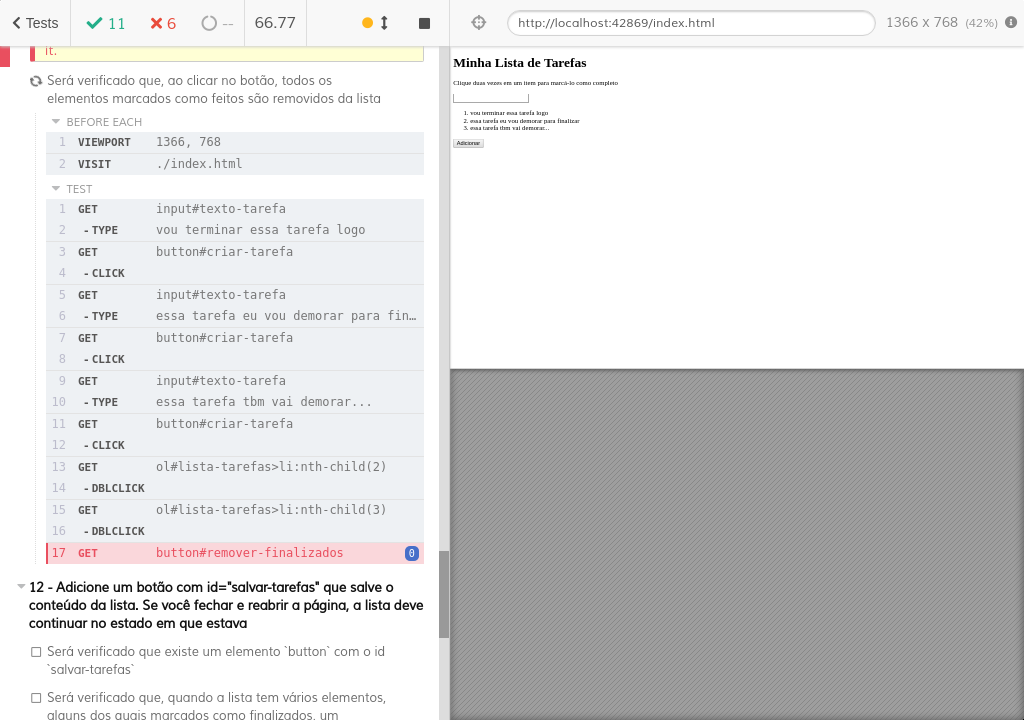 Tests 11 6 -- 66.77 http://localhost:42869/index.html 1366 x 768 (42%)
it.
Será verificado que, ao clicar no botão, todos os
elementos marcados como feitos são removidos da lista
BEFORE EACH
1 VIEWPORT 1366, 768
2 VISIT ./index.html
TEST
1 GET input#texto-tarefa
2 -TYPE vou terminar essa tarefa logo
3 GET button#criar-tarefa
4 -CLICK
5 GET input#texto-tarefa
6 -TYPE essa tarefa eu vou demorar para fin…
7 GET button#criar-tarefa
8 -CLICK
9 GET input#texto-tarefa
10 -TYPE essa tarefa tbm vai demorar...
11 GET button#criar-tarefa
12 -CLICK
13 GET ol#lista-tarefas>li:nth-child(2)
14 -DBLCLICK
15 GET ol#lista-tarefas>li:nth-child(3)
16 -DBLCLICK
17 GET button#remover-finalizados 0
12 - Adicione um botão com id="salvar-tarefas" que salve o
conteúdo da lista. Se você fechar e reabrir a página, a lista deve
continuar no estado em que estava
Será verificado que existe um elemento `button` com o id
`salvar-tarefas`
Será verificado que, quando a lista tem vários elementos,
alguns dos quais marcados como finalizados, um
Minha Lista de Tarefas
Clique duas vezes em um item para marcá-lo como completo
1. vou terminar essa tarefa logo
2. essa tarefa eu vou demorar para finalizar
3. essa tarefa tbm vai demorar...
Adicionar